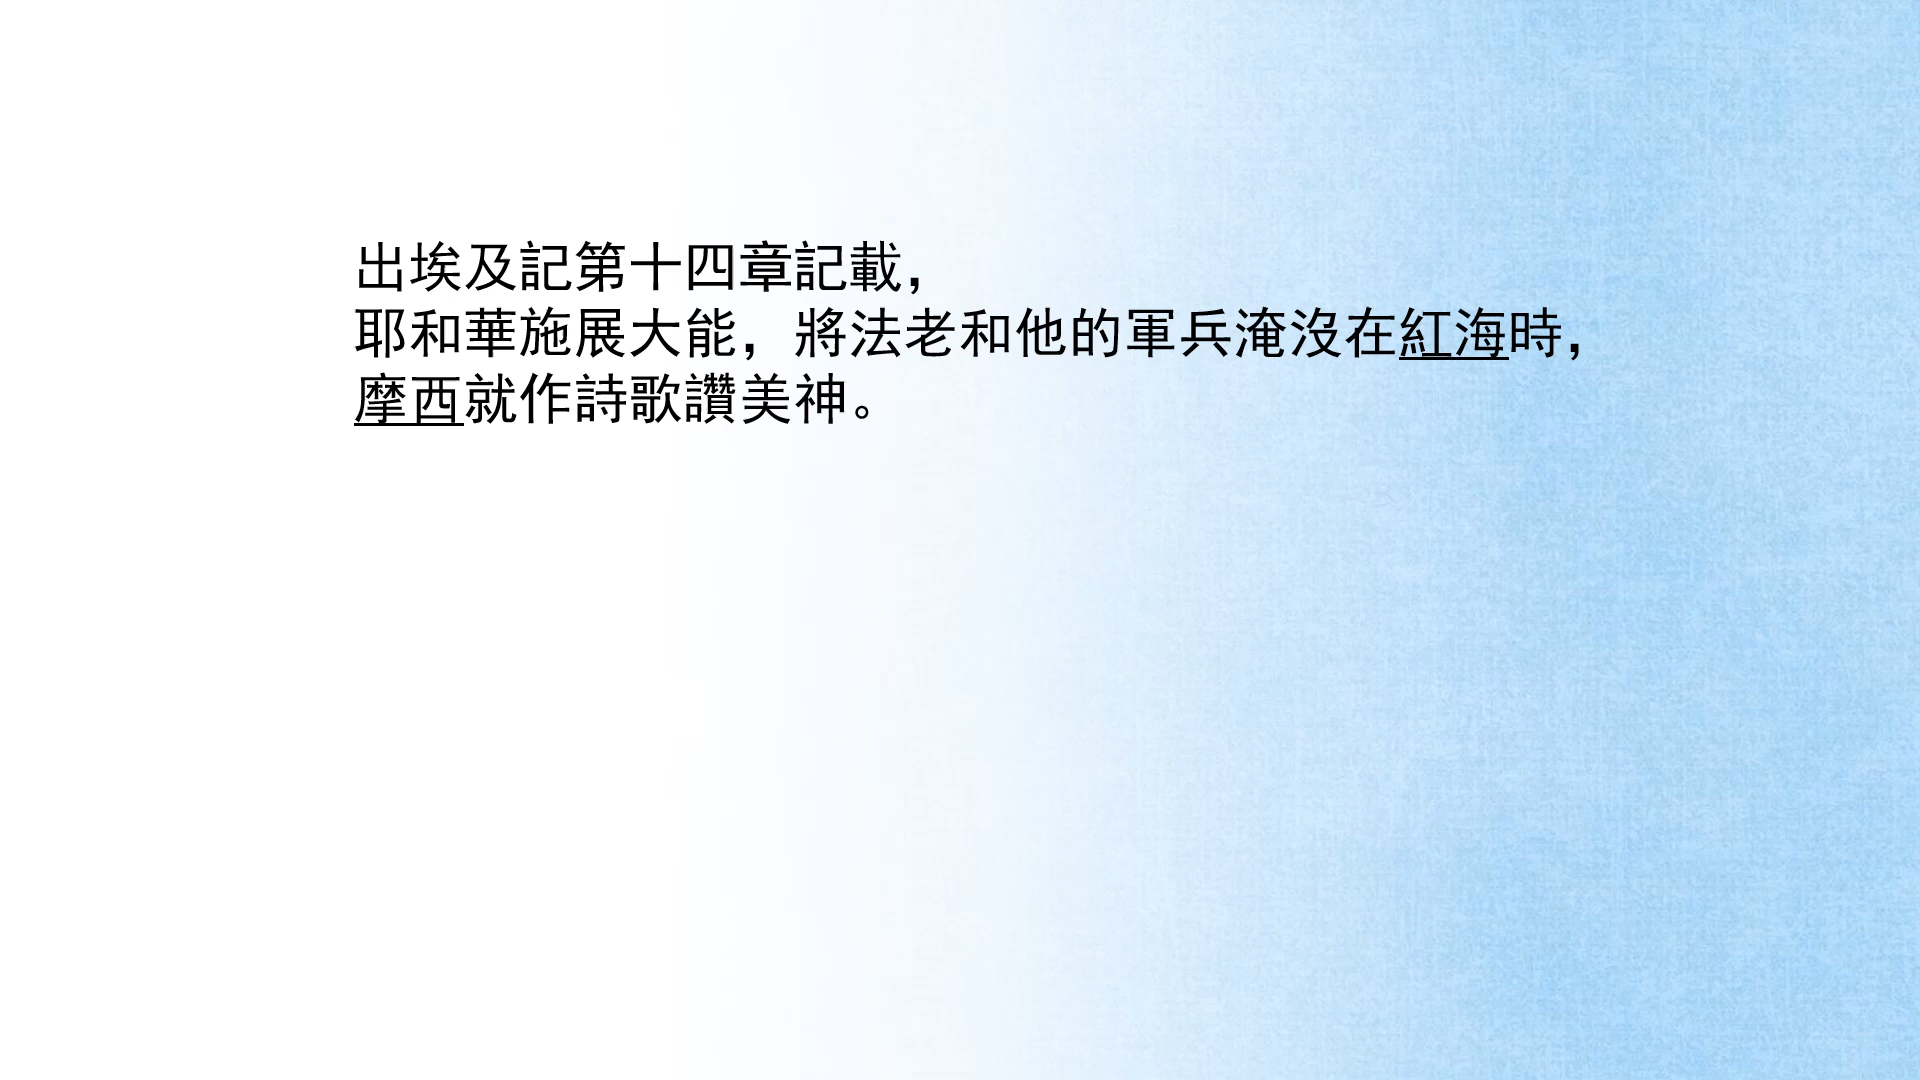 出埃及記第十四章記載，
耶和華施展大能，將法老和他的軍兵淹沒在紅海時，
摩西就作詩歌讚美神。